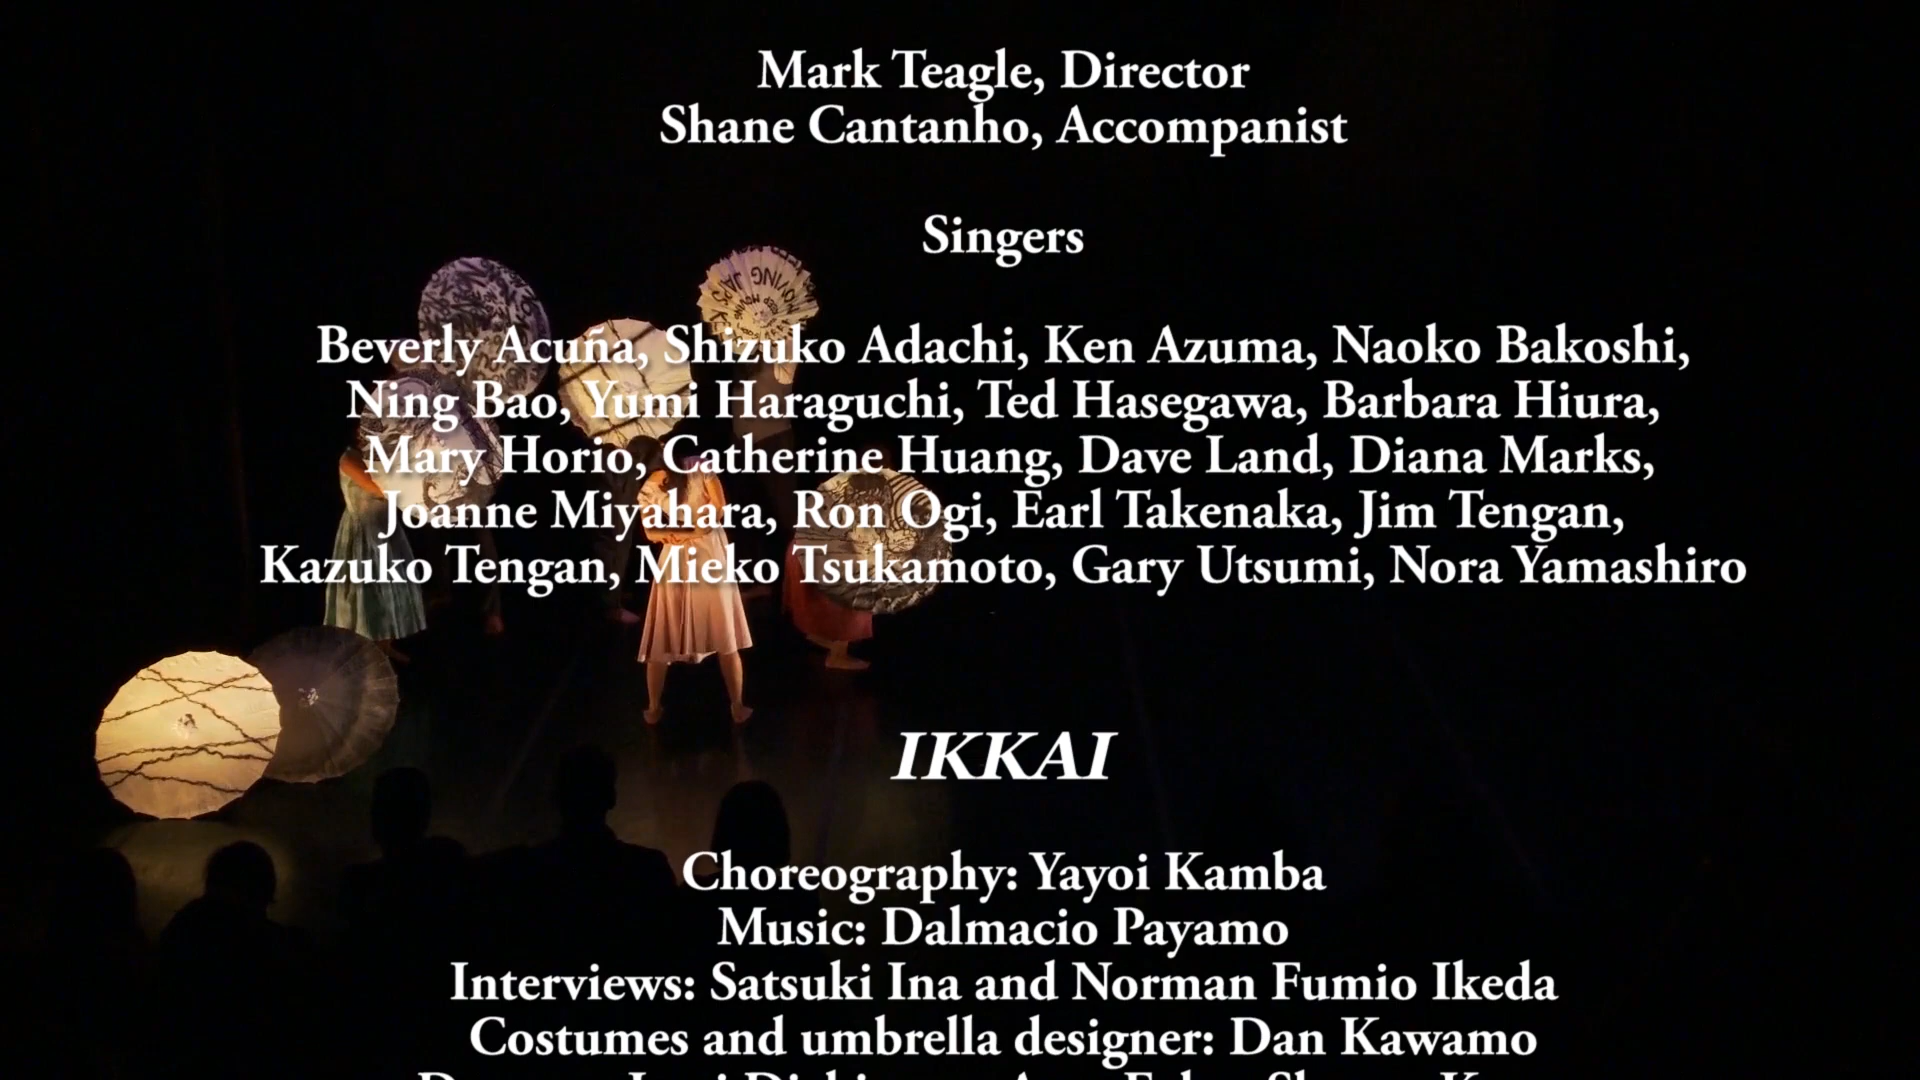 Mark Teagle, Director
Shane Cantanho, Accompanist
Singers
Beverly Acuña, Shizuko Adachi, Ken Azuma, Naoko Bakoshi,
Ning Bao, Yumi Haraguchi, Ted Hasegawa, Barbara Hiura,
Mary Horio, Catherine Huang, Dave Land, Diana Marks,
Joanne Miyahara, Ron Ogi, Earl Takenaka, Jim Tengan,
Kazuko Tengan, Mieko Tsukamoto, Gary Utsumi, Nora Yamashiro
IKKAI
Choreography: Yayoi Kamba
Music: Dalmacio Payamo
Interviews: Satsuki Ina and Norman Fumio Ikeda
Costumes and umbrella designer: Dan Kawamo